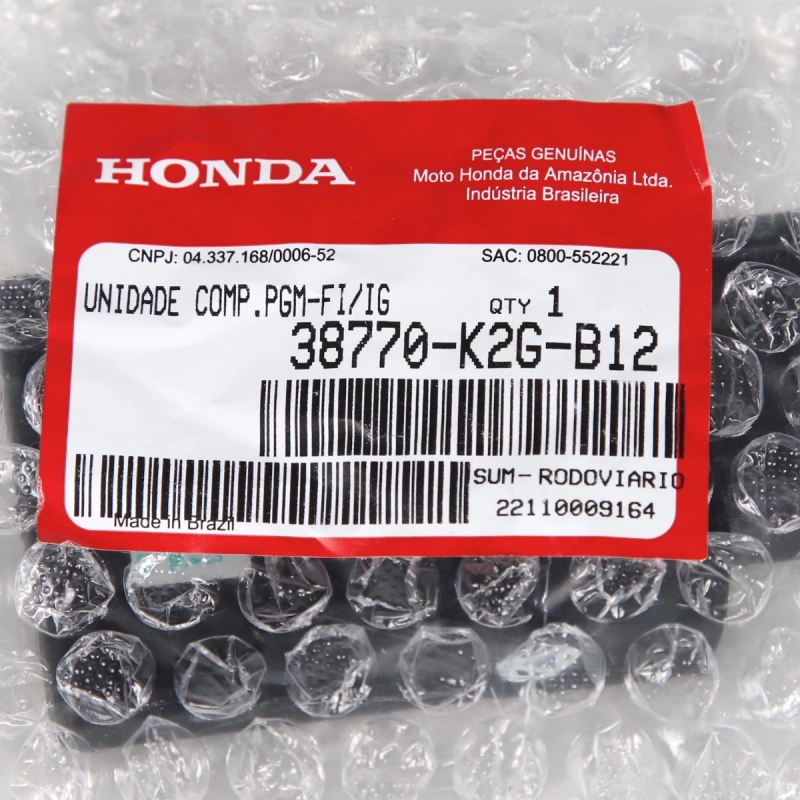 HONDA
PEÇAS GENUÍNAS
Moto Honda da Amazônia Ltda.
Indústria Brasileira
CNPJ: 04.337.168/0006-52
SAC: 0800-552221
UNIDADE COMP.PGM-FI/IG
QTY 1
38770-K2G-B12
SUM-RODOVIARIO
22110009164
Made in Brazil